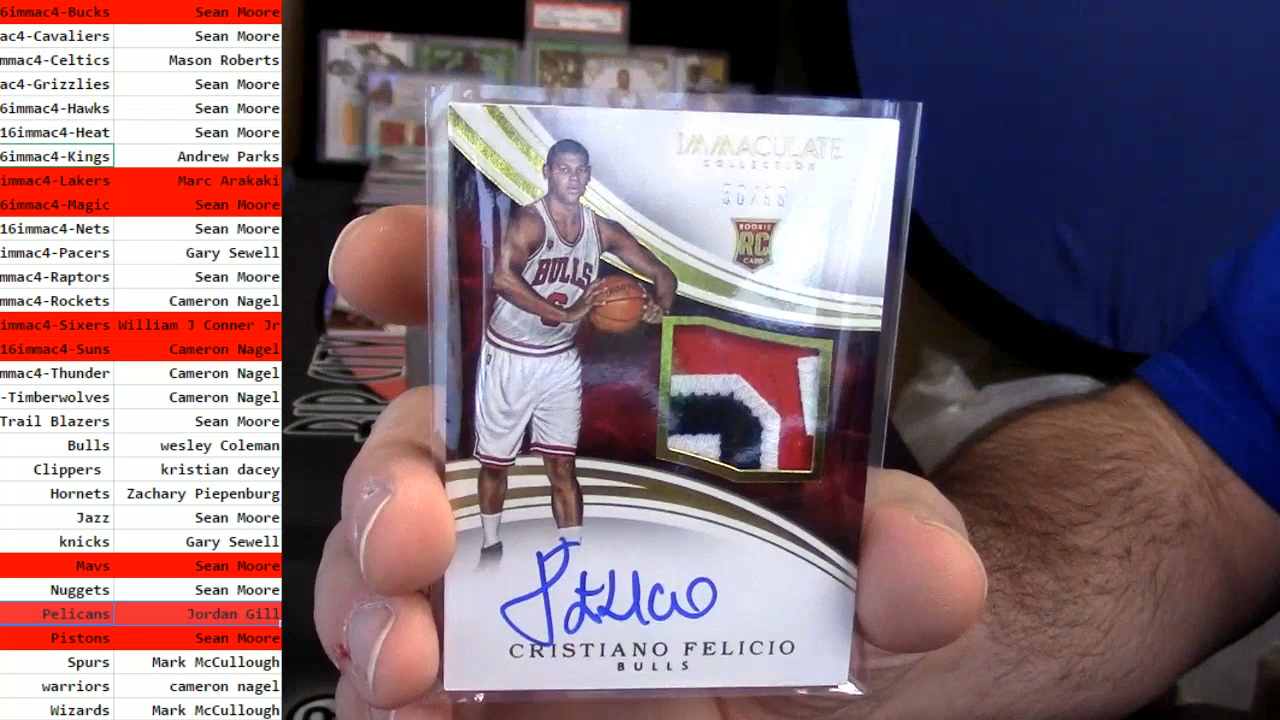 6immac4-Bucks Sean Moore
ac4-Cavaliers Sean Moore
mmac4-Celtics Mason Roberts
ac4-Grizzlies Sean Moore
6immac4-Hawks Sean Moore
16immac4-Heat Sean Moore
6immac4-Kings Andrew Parks
immac4-Lakers Marc Arakaki
6immac4-Magic Sean Moore
16immac4-Nets Sean Moore
immac4-Pacers Gary Sewell
mmac4-Raptors Sean Moore
mmac4-Rockets Cameron Nagel
immac4-Sixers William J Conner Jr
16immac4-Suns Cameron Nagel
mmac4-Thunder Cameron Nagel
-Timberwolves Cameron Nagel
Trail Blazers Sean Moore
Bulls wesley Coleman
Clippers kristian dacey
Hornets Zachary Piepenburg
Jazz Sean Moore
knicks Gary Sewell
Mavs Sean Moore
Nuggets Sean Moore
Pelicans Jordan Gill
Pistons Sean Moore
Spurs Mark McCullough
warriors cameron nagel
Wizards Mark McCullough
IMMACULATE
COLLECTION
ROOKIE
RC
CARD
BULLS
6
Felicio
CRISTIANO FELICIO
BULLS